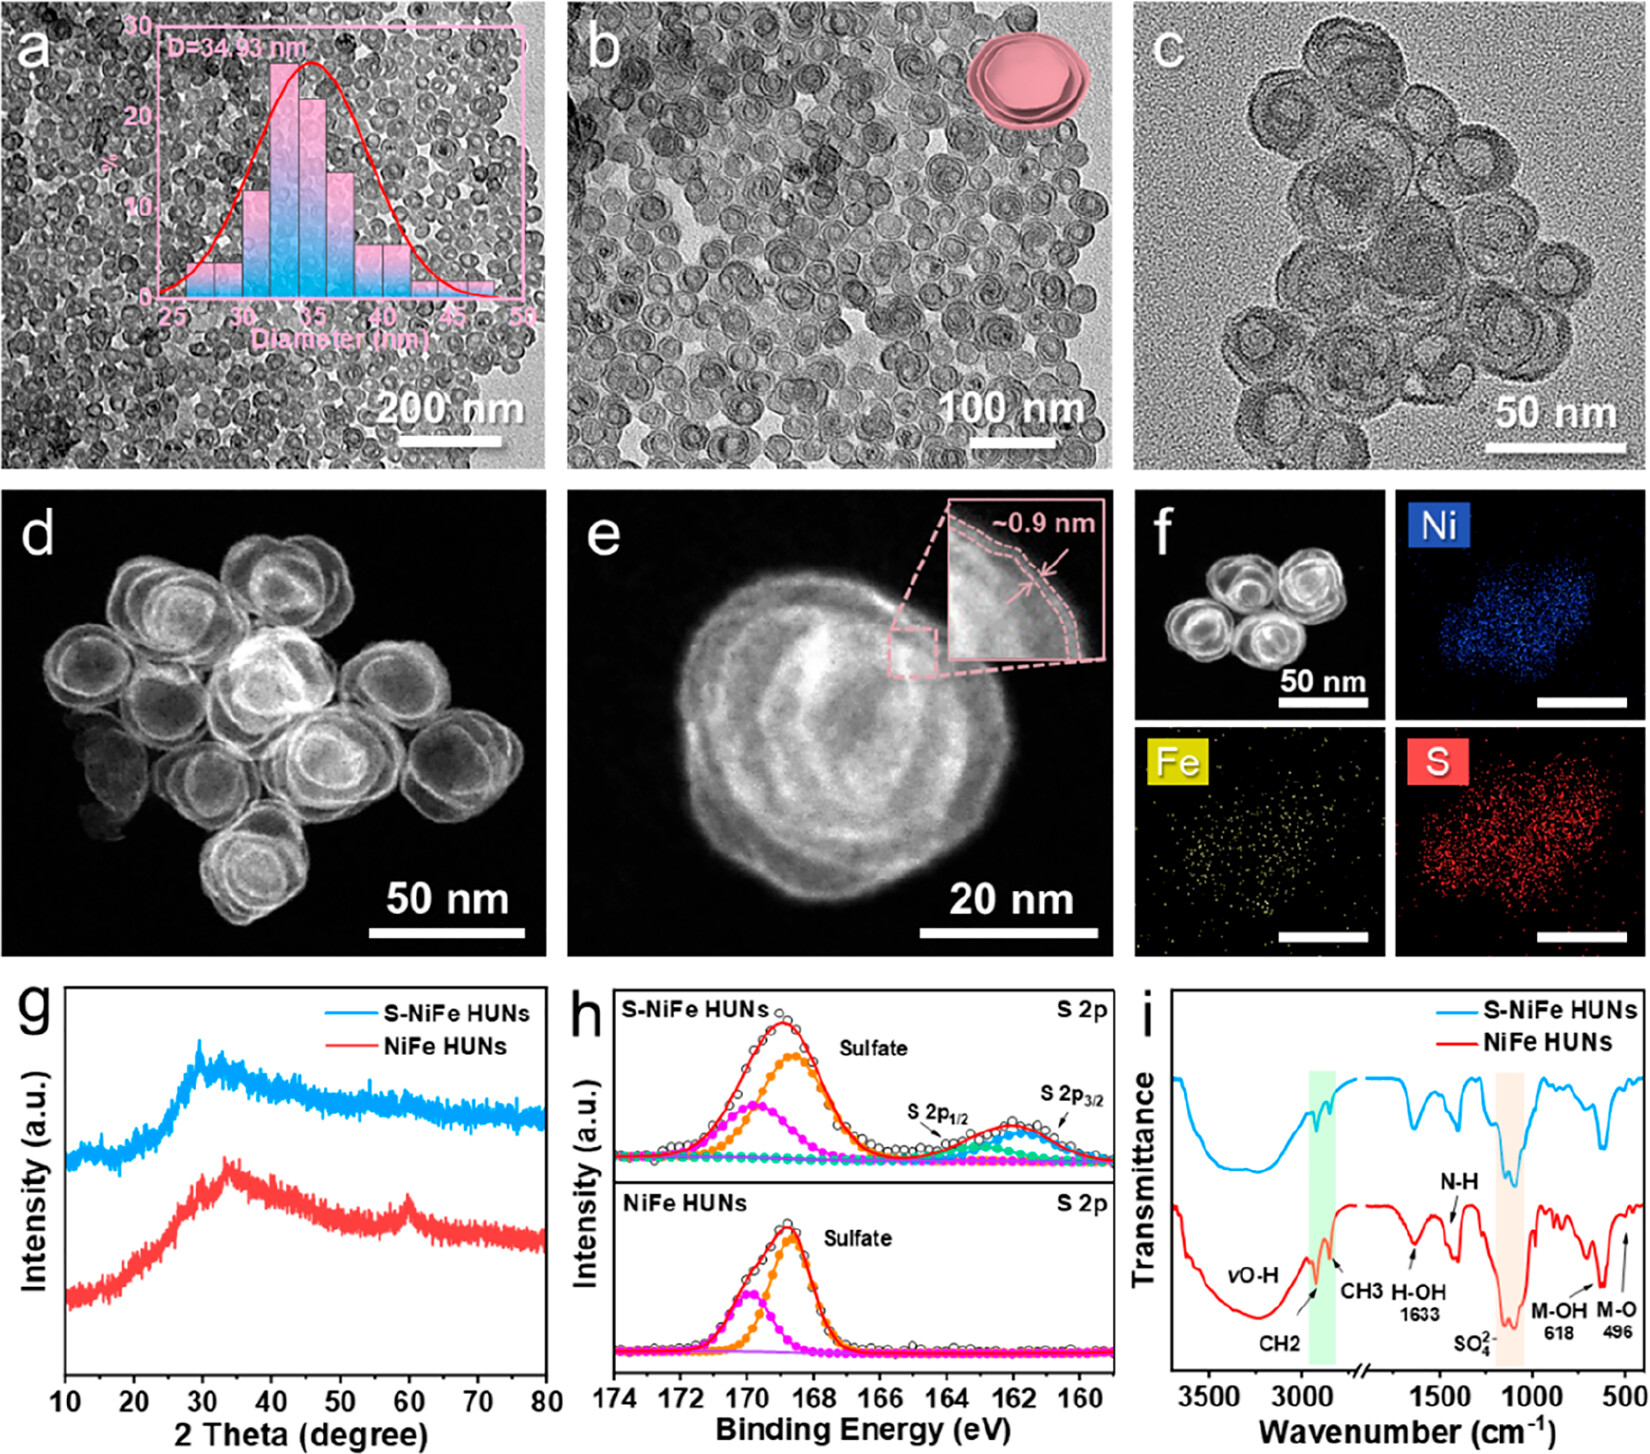 a
D=34.93 nm
30
20
10
0
%
25 30 35 40 45 50
Diameter (nm)
200 nm
b
100 nm
c
50 nm
d
50 nm
e
~0.9 nm
20 nm
f
50 nm
Ni
Fe
S
g
S-NiFe HUNs
NiFe HUNs
Intensity (a.u.)
10 20 30 40 50 60 70 80
2 Theta (degree)
h
S-NiFe HUNs
S 2p
Sulfate
S 2p1/2
S 2p3/2
NiFe HUNs
S 2p
Sulfate
Intensity (a.u.)
174 172 170 168 166 164 162 160
Binding Energy (eV)
i
S-NiFe HUNs
NiFe HUNs
Transmittance
N-H
vO-H
CH3
H-OH
1633
CH2
SO₄²⁻
M-OH
618
M-O
496
3500 3000 1500 1000 500
Wavenumber (cm⁻¹)